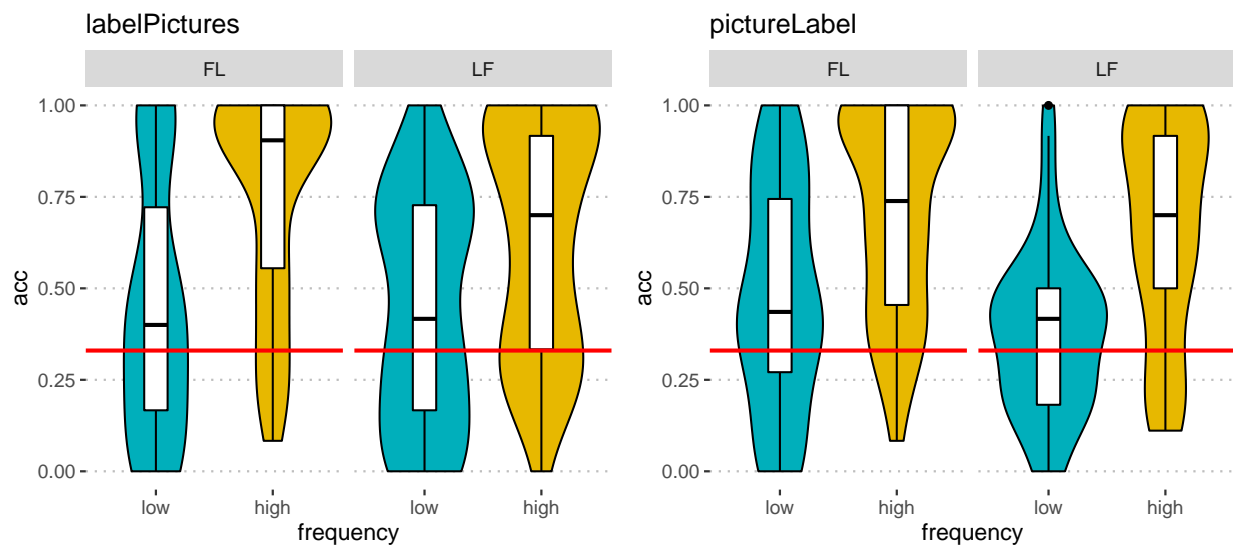 labelPictures
FL LF
1.00
0.75
0.50
0.25
0.00
acc
low high low high
frequency
pictureLabel
FL LF
1.00
0.75
0.50
0.25
0.00
acc
low high low high
frequency